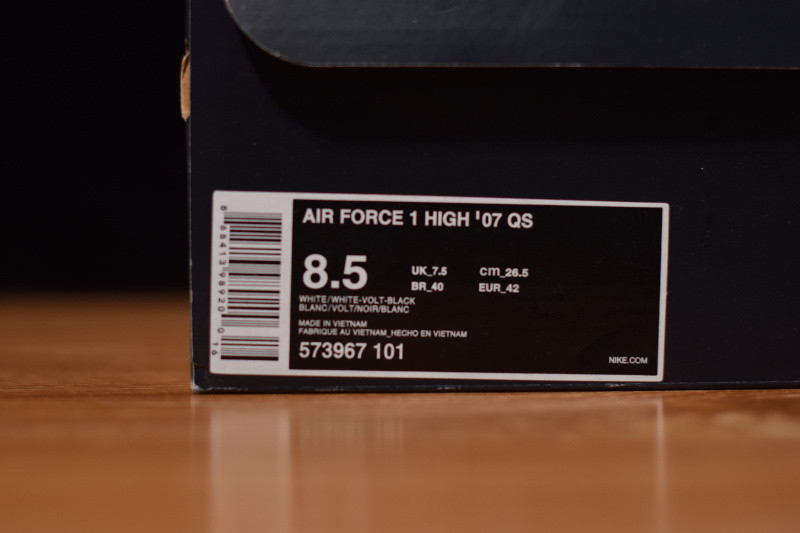 AIR FORCE 1 HIGH '07 QS
8.5
UK_7.5 cm_26.5
BR_40 EUR_42
WHITE/WHITE-VOLT-BLACK
BLANC/VOLT/NOIR/BLANC
MADE IN VIETNAM
FABRIQUE AU VIETNAM_HECHO EN VIETNAM
573967 101
NIKE.COM